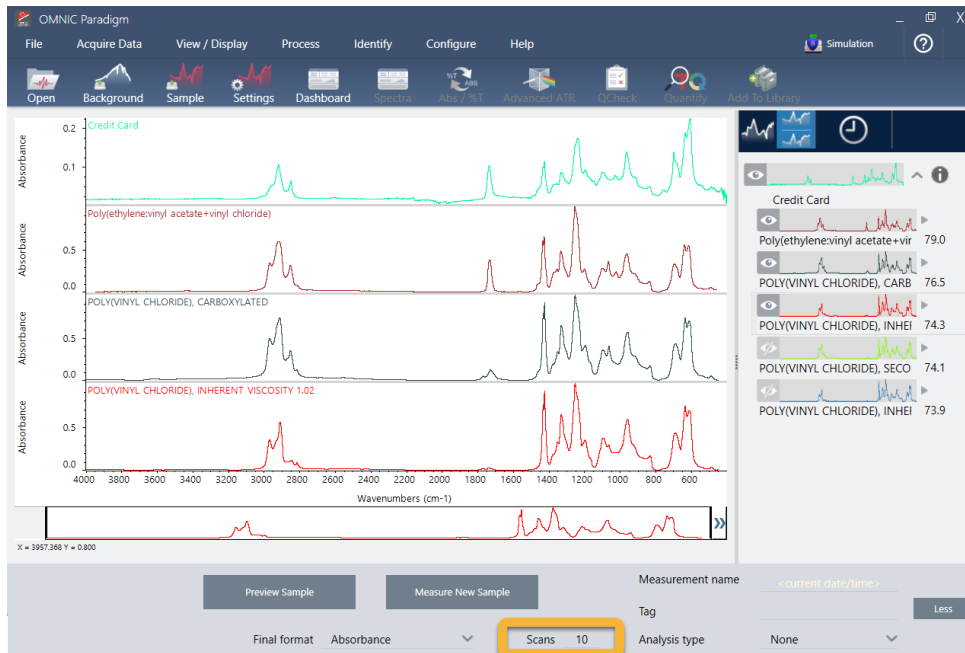 OMNIC Paradigm
File Acquire Data View / Display Process Identify Configure Help Simulation
Open Background Sample Settings Dashboard Spectra Abs / %T Advanced ATR QCheck Quantify Add To Library
%T ABS
Credit Card
Absorbance
0.2
0.1
Poly(ethylene:vinyl acetate+vinyl chloride)
Absorbance
0.5
0.0
POLY(VINYL CHLORIDE), CARBOXYLATED
Absorbance
0.5
0.0
POLY(VINYL CHLORIDE), INHERENT VISCOSITY 1.02
Absorbance
0.5
0.0
4000 3800 3600 3400 3200 3000 2800 2600 2400 2200 2000 1800 1600 1400 1200 1000 800 600
Wavenumbers (cm-1)
X = 3957.368 Y = 0.800
Credit Card
Poly(ethylene:vinyl acetate+vir 79.0
POLY(VINYL CHLORIDE), CARB 76.5
POLY(VINYL CHLORIDE), INHEF 74.3
POLY(VINYL CHLORIDE), SECO 74.1
POLY(VINYL CHLORIDE), INHEF 73.9
Preview Sample Measure New Sample
Measurement name <current date/time>
Tag
Less
Final format Absorbance Scans 10 Analysis type None